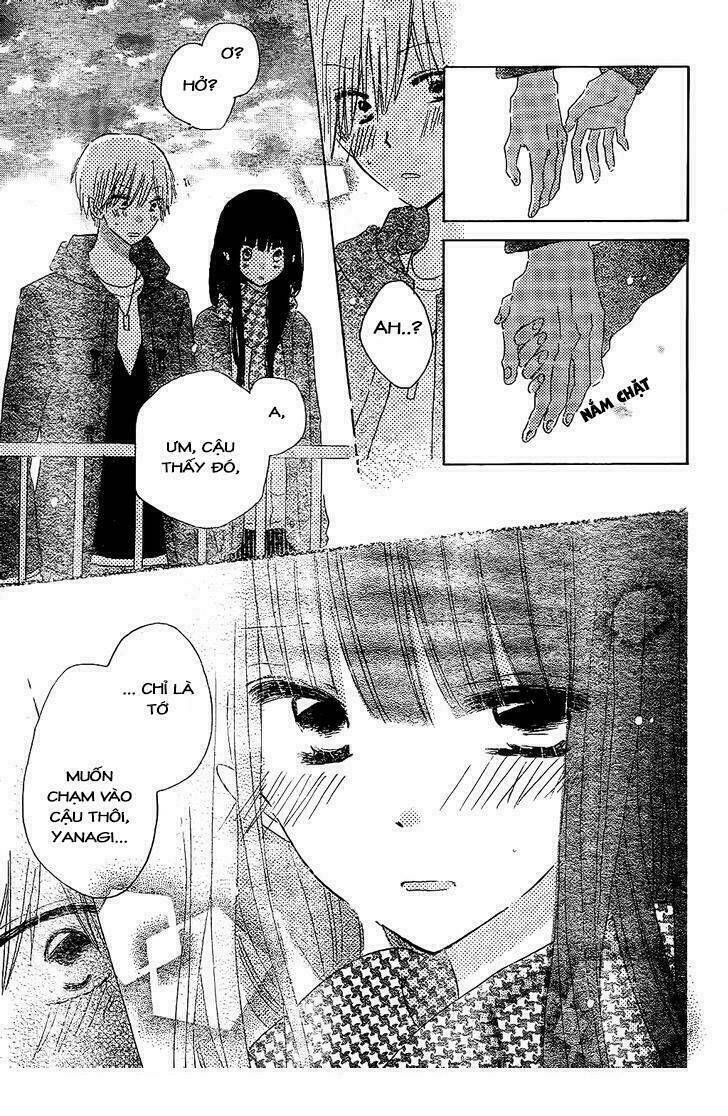 NẮM CHẶT
AH..?
Ơ?
HỞ?
A,
ƯM, CẬU
THẤY ĐÓ,
... CHỈ LÀ
TỚ
MUỐN
CHẠM VÀO
CẬU THÔI,
YANAGI...